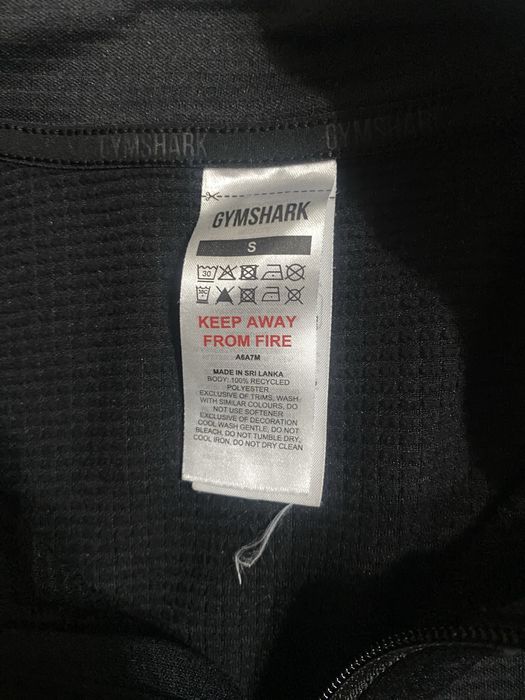 GYMSHARK
GYMSHARK
GYMSHARK
S
30
30C
KEEP AWAY
FROM FIRE
A6A7M
MADE IN SRI LANKA
BODY: 100% RECYCLED
POLYESTER
EXCLUSIVE OF TRIMS, WASH
WITH SIMILAR COLOURS, DO
NOT USE SOFTENER
EXCLUSIVE OF DECORATION
COOL WASH GENTLE, DO NOT
BLEACH, DO NOT TUMBLE DRY,
COOL IRON, DO NOT DRY CLEAN